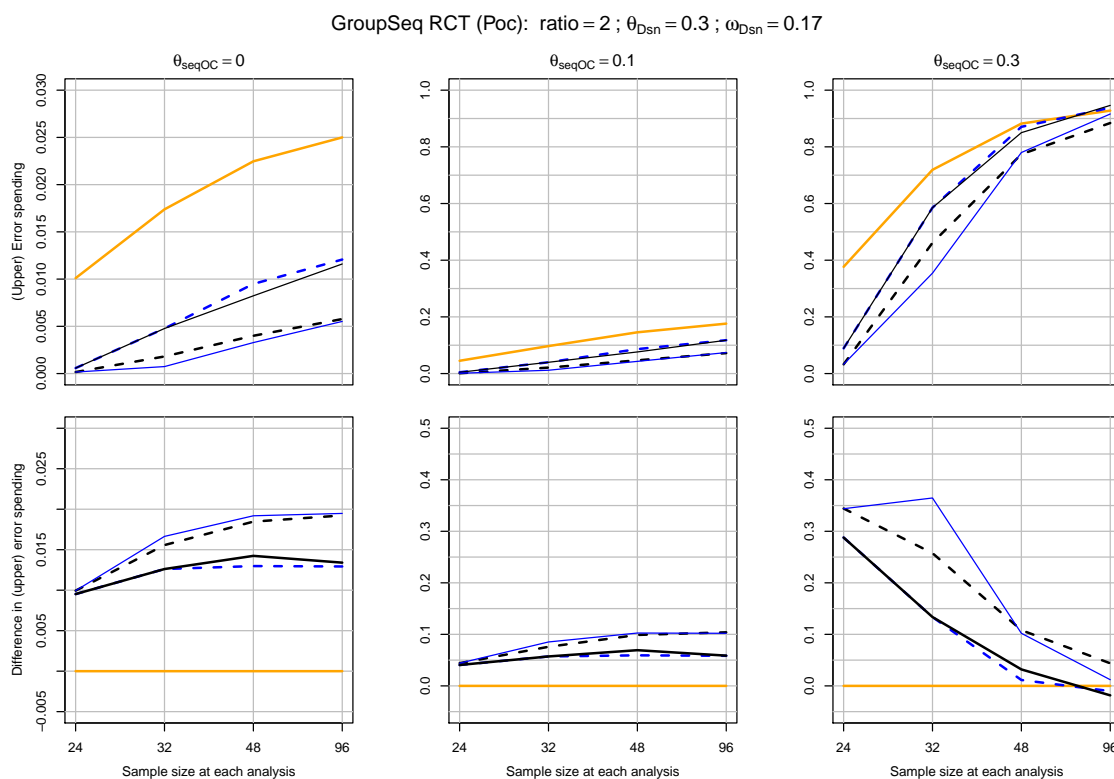 GroupSeq RCT (Poc): ratio = 2 ; θDsn = 0.3 ; ωDsn = 0.17
θseqOC = 0
θseqOC = 0.1
θseqOC = 0.3
(Upper) Error spending
0.030
0.025
0.020
0.015
0.010
0.005
0.000
1.0
0.8
0.6
0.4
0.2
0.0
1.0
0.8
0.6
0.4
0.2
0.0
Difference in (upper) error spending
0.025
0.015
0.005
−0.005
0.5
0.4
0.3
0.2
0.1
0.0
0.5
0.4
0.3
0.2
0.1
0.0
24 32 48 96
24 32 48 96
24 32 48 96
Sample size at each analysis
Sample size at each analysis
Sample size at each analysis